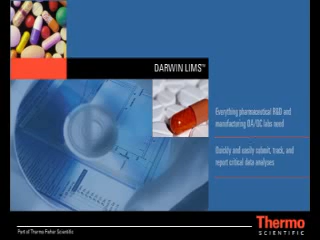 DARWIN LIMS™
Everything pharmaceutical R&D and
manufacturing QA/QC labs need
Quickly and easily submit, track, and
report critical data analyses
Part of Thermo Fisher Scientific
Thermo
SCIENTIFIC